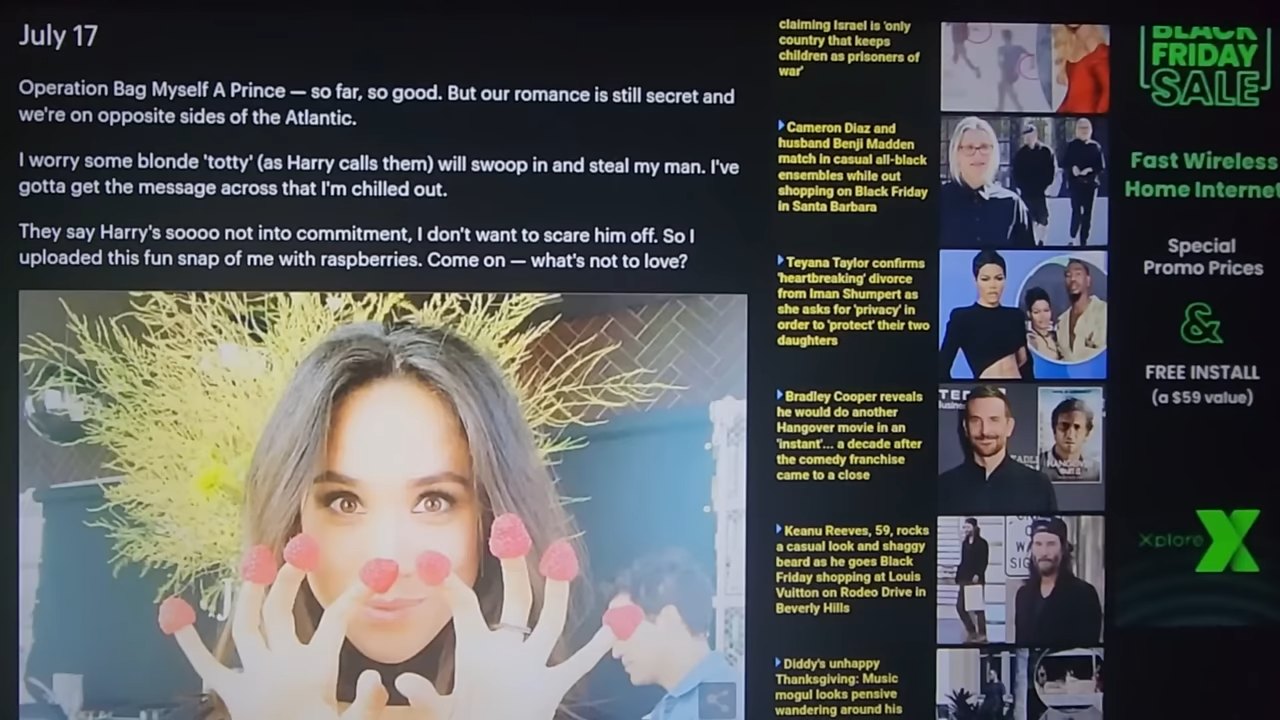 July 17
Operation Bag Myself A Prince — so far, so good. But our romance is still secret and
we're on opposite sides of the Atlantic.
I worry some blonde 'totty' (as Harry calls them) will swoop in and steal my man. I've
gotta get the message across that I'm chilled out.
They say Harry's soooo not into commitment, I don't want to scare him off. So I
uploaded this fun snap of me with raspberries. Come on — what's not to love?
claiming Israel is 'only
country that keeps
children as prisoners of
war'
Cameron Diaz and
husband Benji Madden
match in casual all-black
ensembles while out
shopping on Black Friday
in Santa Barbara
Teyana Taylor confirms
'heartbreaking' divorce
from Iman Shumpert as
she asks for 'privacy' in
order to 'protect' their two
daughters
Bradley Cooper reveals
he would do another
Hangover movie in an
'instant'... a decade after
the comedy franchise
came to a close
Keanu Reeves, 59, rocks
a casual look and shaggy
beard as he goes Black
Friday shopping at Louis
Vuitton on Rodeo Drive in
Beverly Hills
Diddy's unhappy
Thanksgiving: Music
mogul looks pensive
wandering around his
BLACK
FRIDAY
SALE
Fast Wireless
Home Internet
Special
Promo Prices
&
FREE INSTALL
(a $59 value)
Xplore